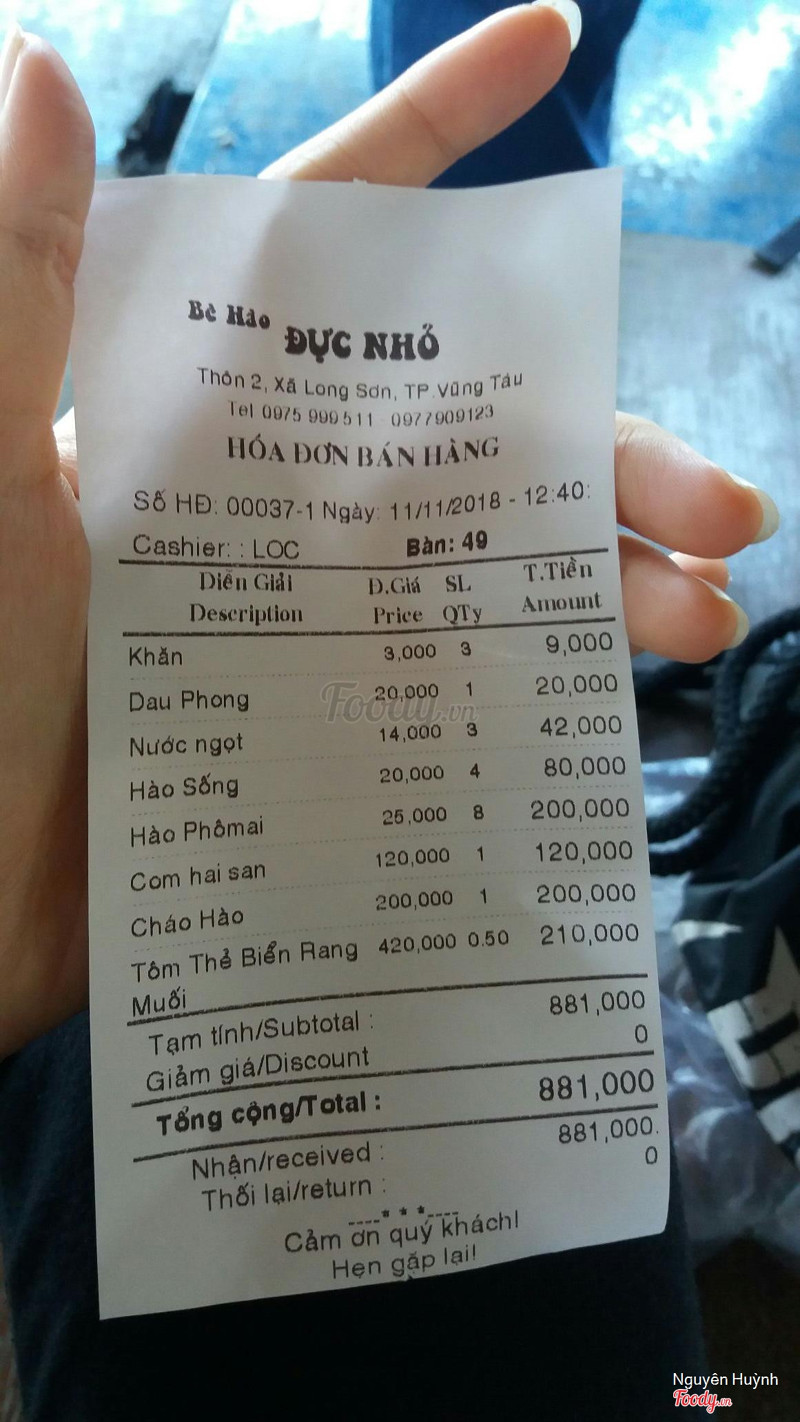 Bè Hào
ĐỰC NHỎ
Thôn 2, Xã Long Sơn, TP.Vũng Tàu
Tel 0975 999 511 - 0977909123
HÓA ĐƠN BÁN HÀNG
Số HĐ: 00037-1 Ngày: 11/11/2018 - 12:40:
Cashier: : LOC Bàn: 49
Diễn Giải Đ.Giá SL T.Tiền
Description Price QTy Amount
Khăn 3,000 3 9,000
Dau Phong 20,000 1 20,000
Nước ngọt 14,000 3 42,000
Hào Sống 20,000 4 80,000
Hào Phômai 25,000 8 200,000
Com hai san 120,000 1 120,000
Cháo Hào 200,000 1 200,000
Tôm Thẻ Biển Rang 420,000 0.50 210,000
Muối
Tạm tính/Subtotal : 881,000
Giảm giá/Discount 0
Tổng cộng/Total : 881,000
Nhận/received : 881,000.
Thối lại/return : 0
----* * *----
Cảm ơn quý khách!
Hẹn gặp lại!
Foody.vn
Nguyên Huỳnh
Foody.vn